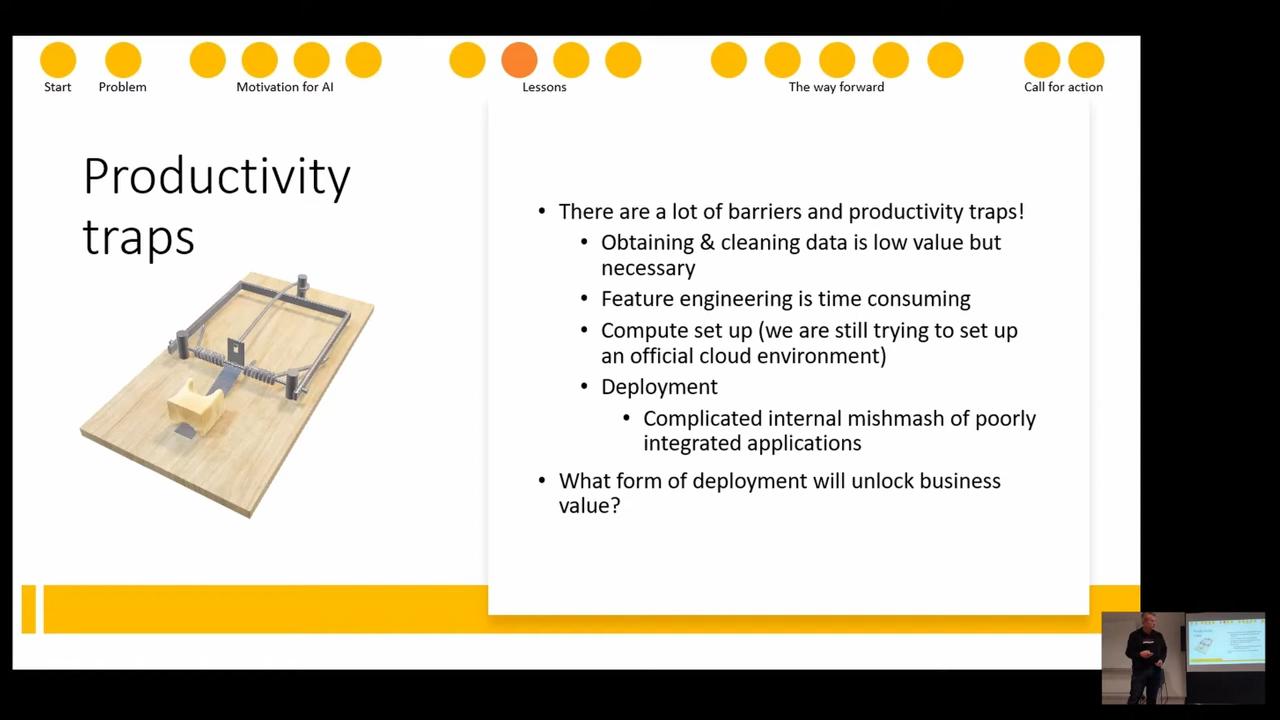 Start
Problem
Motivation for AI
Lessons
The way forward
Call for action
Productivity
traps
• There are a lot of barriers and productivity traps!
• Obtaining & cleaning data is low value but
necessary
• Feature engineering is time consuming
• Compute set up (we are still trying to set up
an official cloud environment)
• Deployment
• Complicated internal mishmash of poorly
integrated applications
• What form of deployment will unlock business
value?